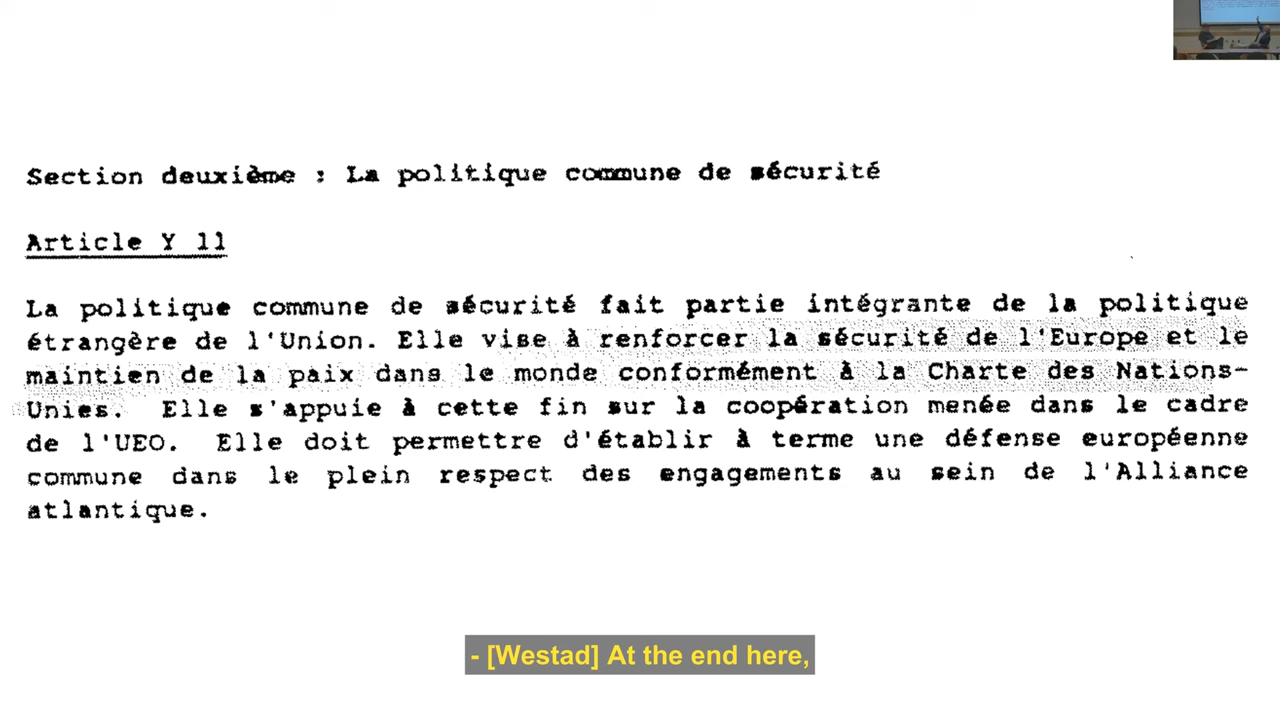 Section deuxième : La politique commune de sécurité
Article Y 11
La politique commune de sécurité fait partie intégrante de la politique
étrangère de l'Union. Elle vise à renforcer la sécurité de l'Europe et le
maintien de la paix dans le monde conformément à la Charte des Nations-
Unies. Elle s'appuie à cette fin sur la coopération menée dans le cadre
de l'UEO. Elle doit permettre d'établir à terme une défense européenne
commune dans le plein respect des engagements au sein de l'Alliance
atlantique.
- [Westad] At the end here,